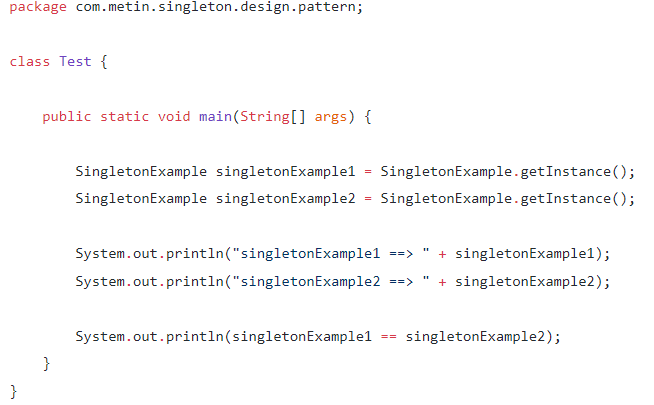 package com.metin.singleton.design.pattern;
class Test {
public static void main(String[] args) {
SingletonExample singletonExample1 = SingletonExample.getInstance();
SingletonExample singletonExample2 = SingletonExample.getInstance();
System.out.println("singletonExample1 ==> " + singletonExample1);
System.out.println("singletonExample2 ==> " + singletonExample2);
System.out.println(singletonExample1 == singletonExample2);
}
}